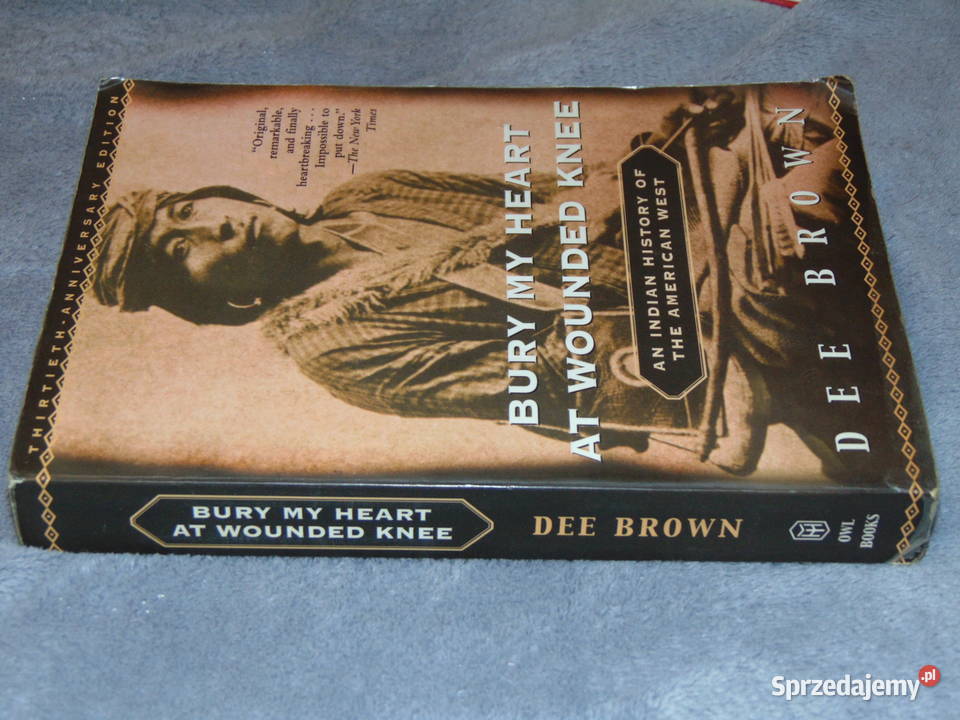 THIRTIETH·ANNIVERSARY EDITION
"Original,
remarkable,
and finally
heartbreaking . . .
Impossible to
put down."
—The New York
Times
BURY MY HEART
AT WOUNDED KNEE
AN INDIAN HISTORY OF
THE AMERICAN WEST
DEE BROWN
BURY MY HEART
AT WOUNDED KNEE
DEE BROWN
OWL
BOOKS
Sprzedajemy.pl